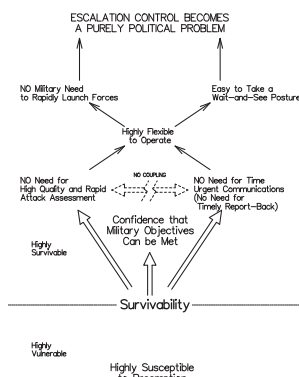 ESCALATION CONTROL BECOMES
A PURELY POLITICAL PROBLEM
NO Military Need
to Rapidly Launch Forces
Easy to Take a
Wait-and-See Posture
Highly Flexible
to Operate
NO Need for
High Quality and Rapid
Attack Assessment
NO COUPLING
NO Need for Time
Urgent Communications
(No Need for
Timely Report-Back)
Confidence that
Military Objectives
Can be Met
Highly
Survivable
Survivability
Highly
Vulnerable
Highly Susceptible